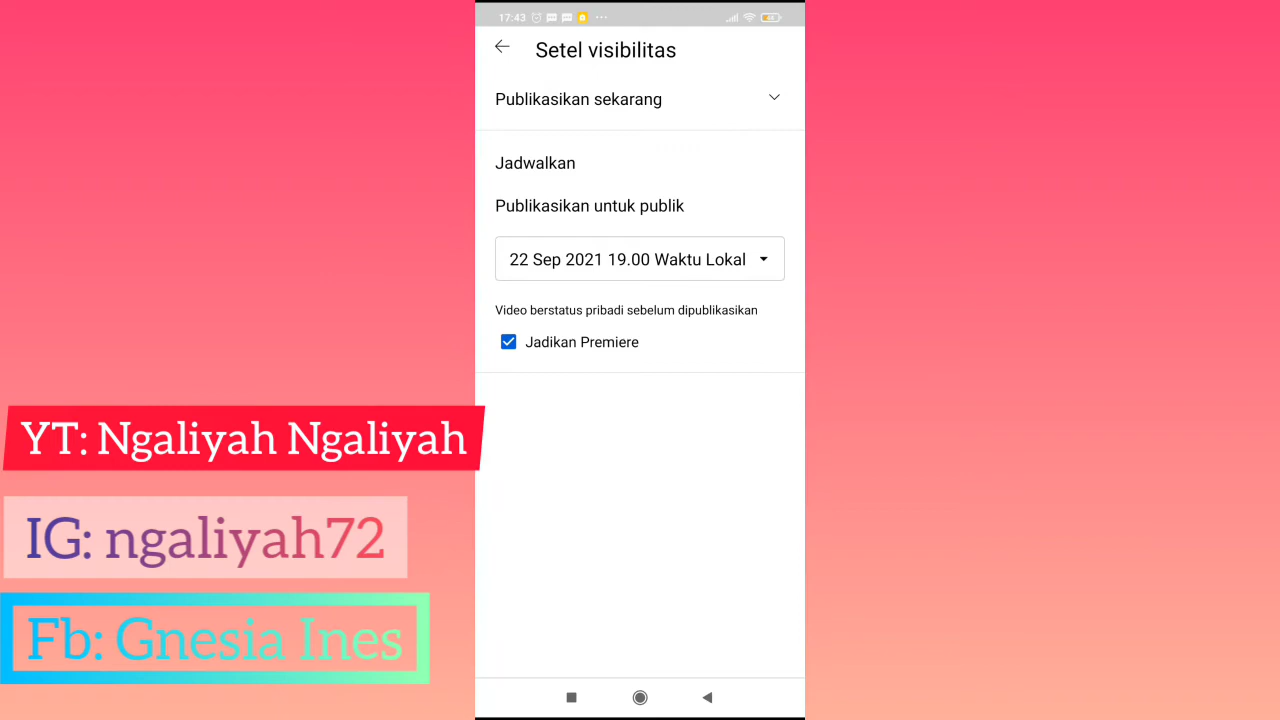 17:43
Setel visibilitas
Publikasikan sekarang
Jadwalkan
Publikasikan untuk publik
22 Sep 2021 19.00 Waktu Lokal
Video berstatus pribadi sebelum dipublikasikan
Jadikan Premiere
YT: Ngaliyah Ngaliyah
IG: ngaliyah72
Fb: Gnesia Ines